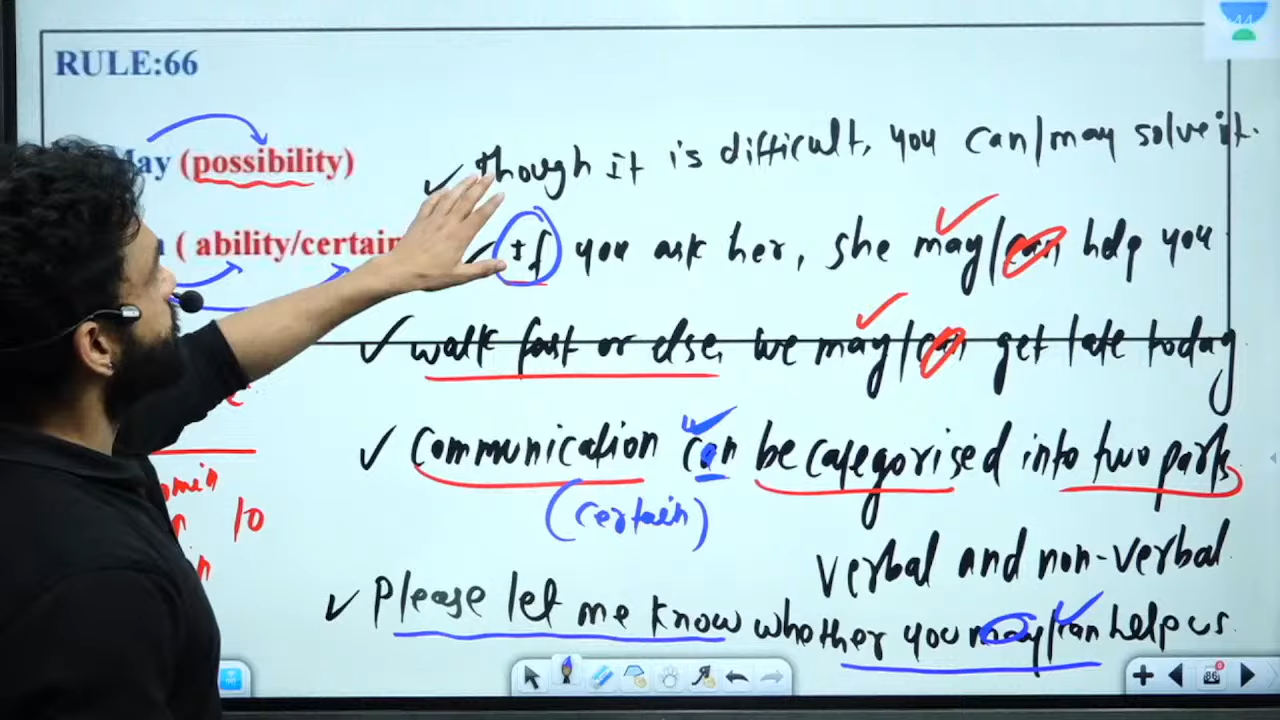 RULE:66
May (possibility)
( ability/certain
Though it is difficult, you can/may solve it.
If you ask her, she may/can help you
walk fast or else, we may/can get late today
Communication can be categorised into two parts
(certain)
verbal and non-verbal
Please let me know whether you may/can help us.
10
86